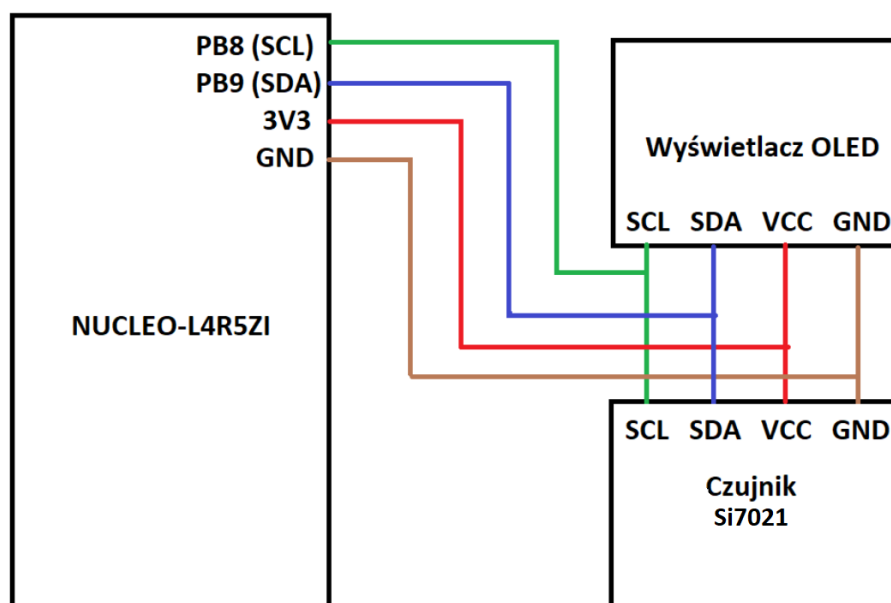 PB8 (SCL)
PB9 (SDA)
3V3
GND
NUCLEO-L4R5ZI
Wyświetlacz OLED
SCL SDA VCC GND
SCL SDA VCC GND
Czujnik
Si7021